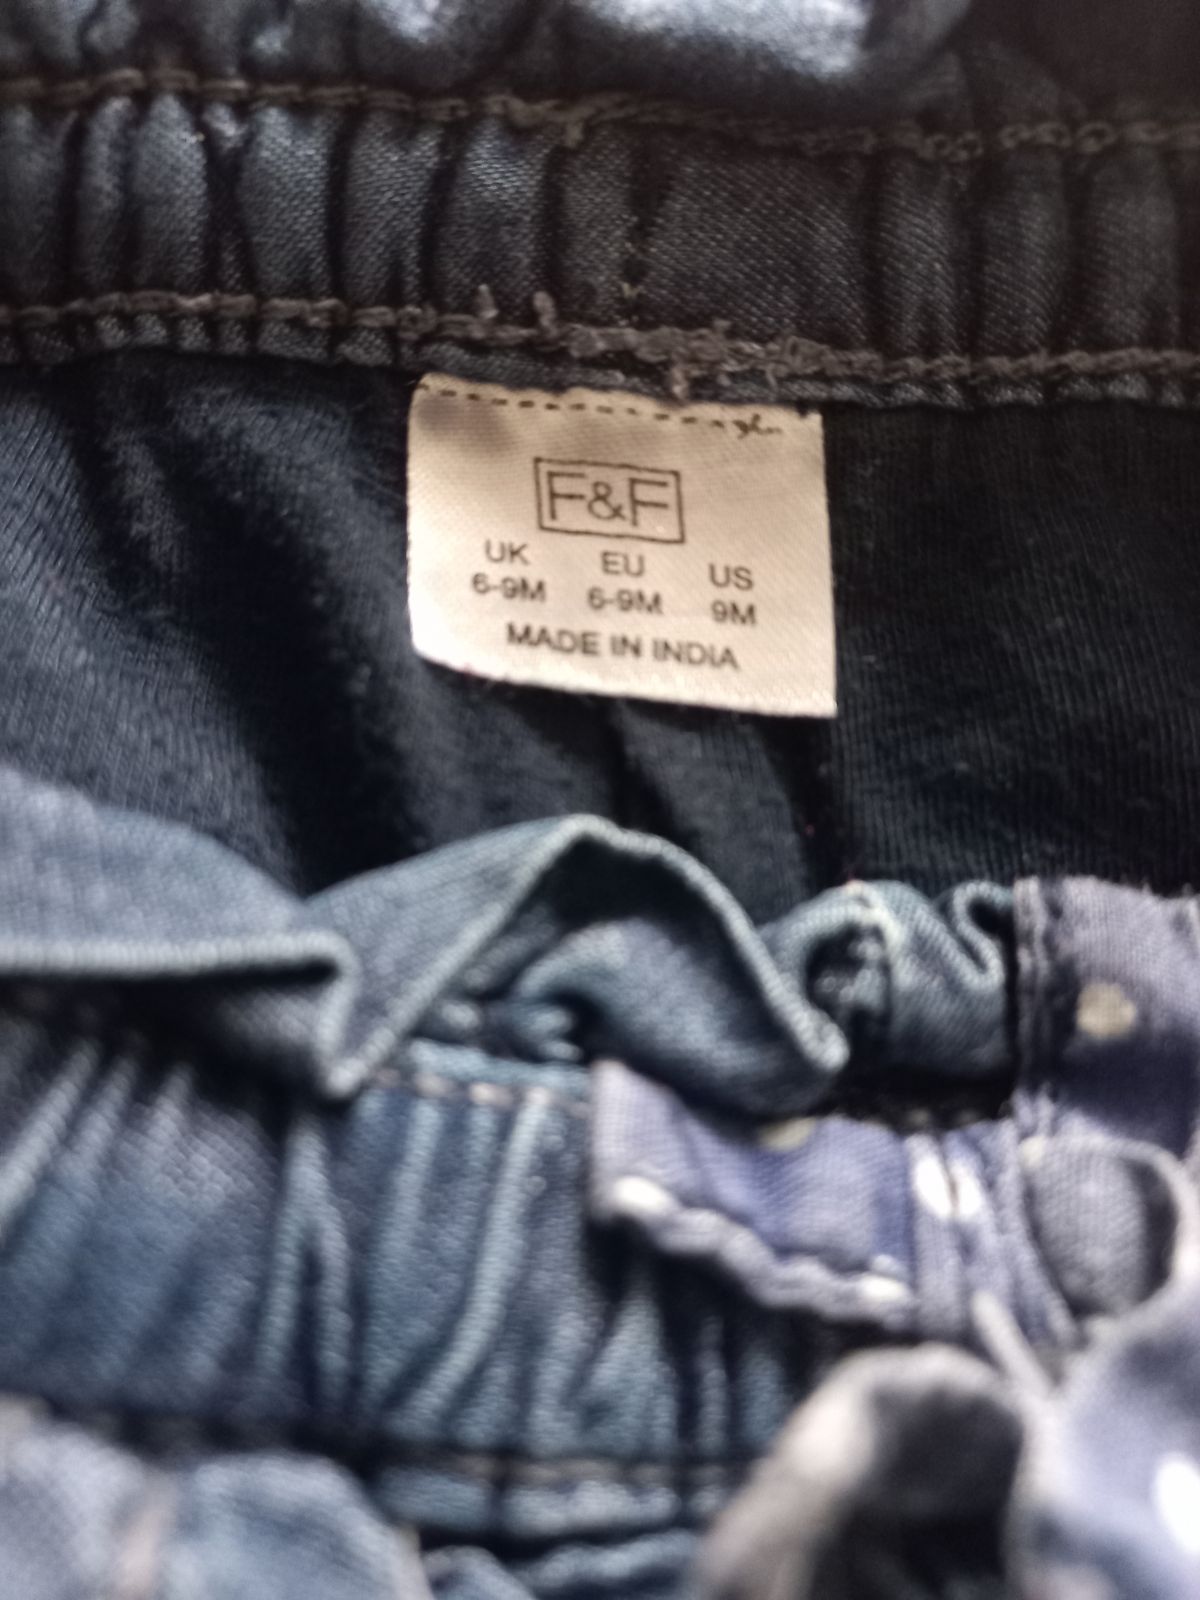 F&F
UK EU US
6-9M 6-9M 9M
MADE IN INDIA